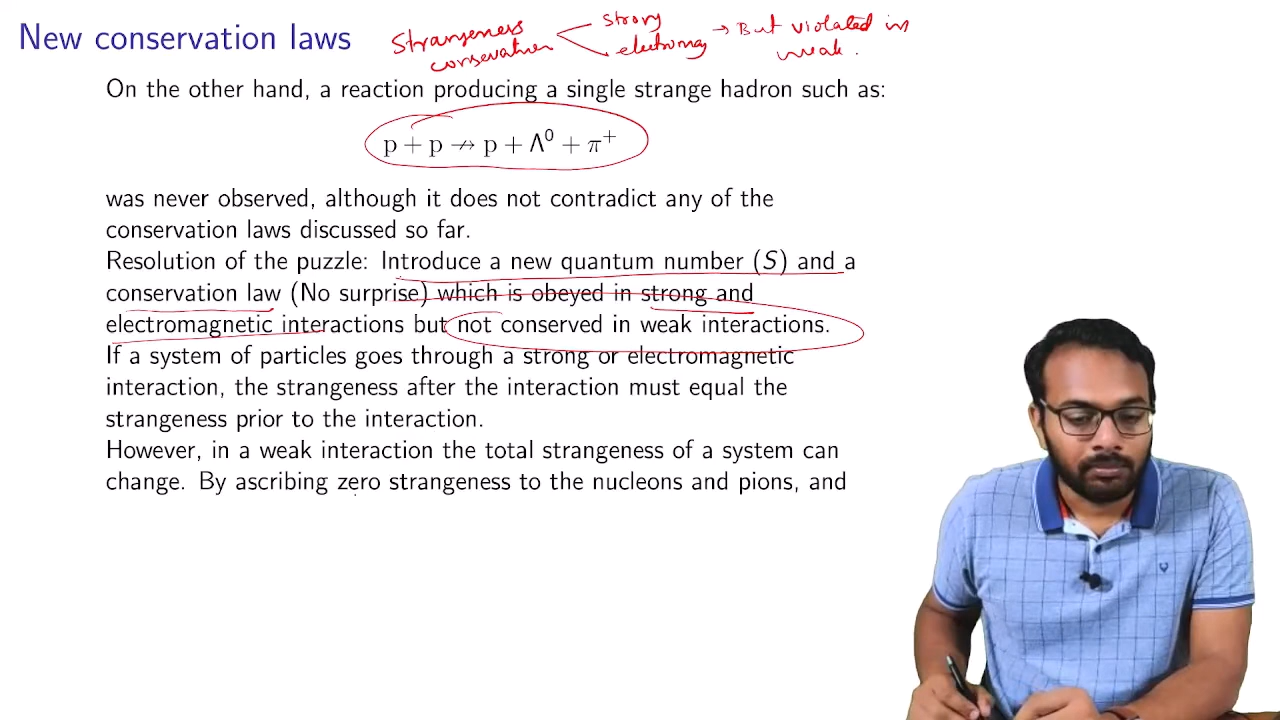 New conservation laws
Strangeness conservation
strong
electromag
→ But violated in weak.
On the other hand, a reaction producing a single strange hadron such as:
p + p ↛ p + Λ⁰ + π⁺
was never observed, although it does not contradict any of the
conservation laws discussed so far.
Resolution of the puzzle: Introduce a new quantum number (S) and a
conservation law (No surprise) which is obeyed in strong and
electromagnetic interactions but not conserved in weak interactions.
If a system of particles goes through a strong or electromagnetic
interaction, the strangeness after the interaction must equal the
strangeness prior to the interaction.
However, in a weak interaction the total strangeness of a system can
change. By ascribing zero strangeness to the nucleons and pions, and